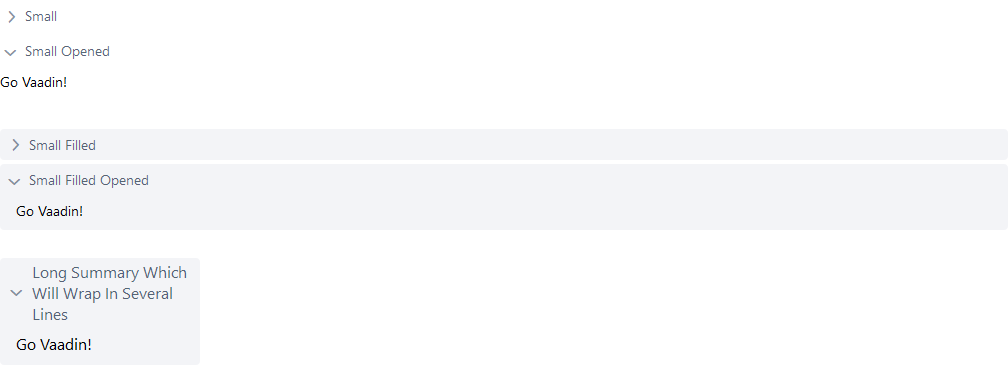 Small
Small Opened
Go Vaadin!
Small Filled
Small Filled Opened
Go Vaadin!
Long Summary Which
Will Wrap In Several
Lines
Go Vaadin!